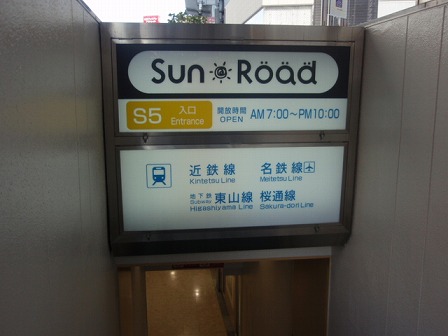 Sun Road
S5 入口 Entrance 開放時間 OPEN AM7:00～PM10:00
近鉄線 名鉄線
Kintetsu Line Meitetsu Line
地下鉄 Subway 東山線 桜通線
Higashiyama Line Sakura-dori Line